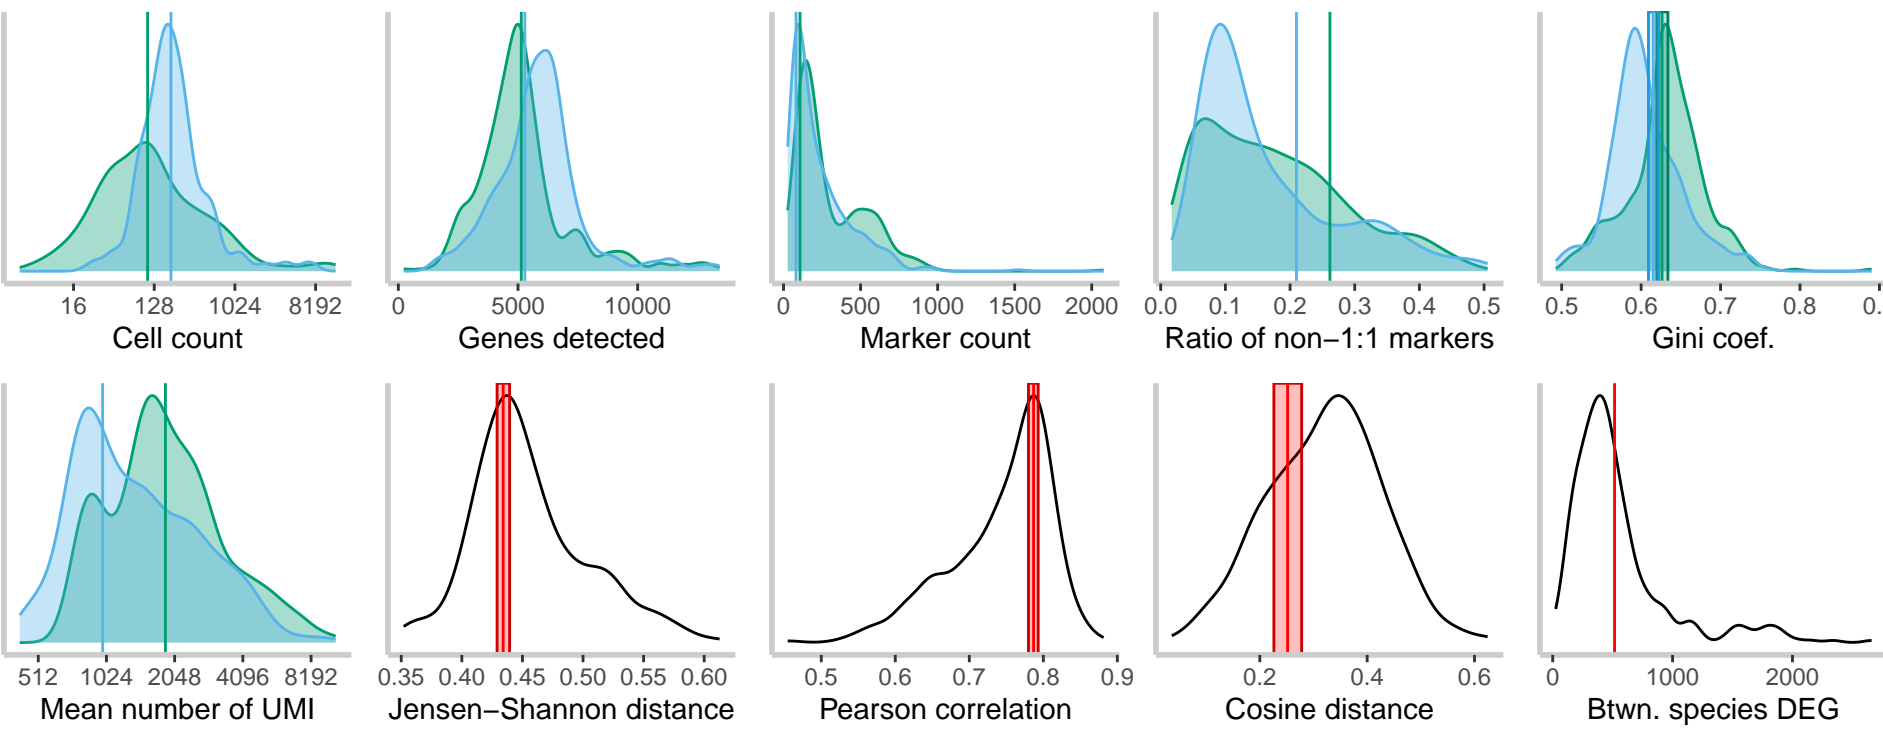 16 128 1024 8192
Cell count
0 5000 10000
Genes detected
0 500 1000 1500 2000
Marker count
0.0 0.1 0.2 0.3 0.4 0.5
Ratio of non−1:1 markers
0.5 0.6 0.7 0.8 0.
Gini coef.
512 1024 2048 4096 8192
Mean number of UMI
0.35 0.40 0.45 0.50 0.55 0.60
Jensen−Shannon distance
0.5 0.6 0.7 0.8 0.9
Pearson correlation
0.2 0.4 0.6
Cosine distance
0 1000 2000
Btwn. species DEG